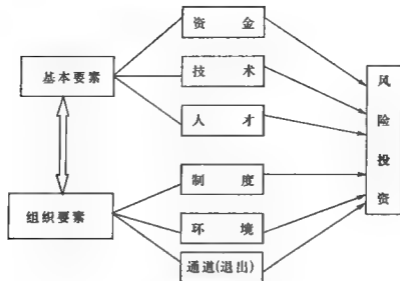 资金
技术
基本要素
人才
风险投资
制度
组织要素
环境
通道(退出)